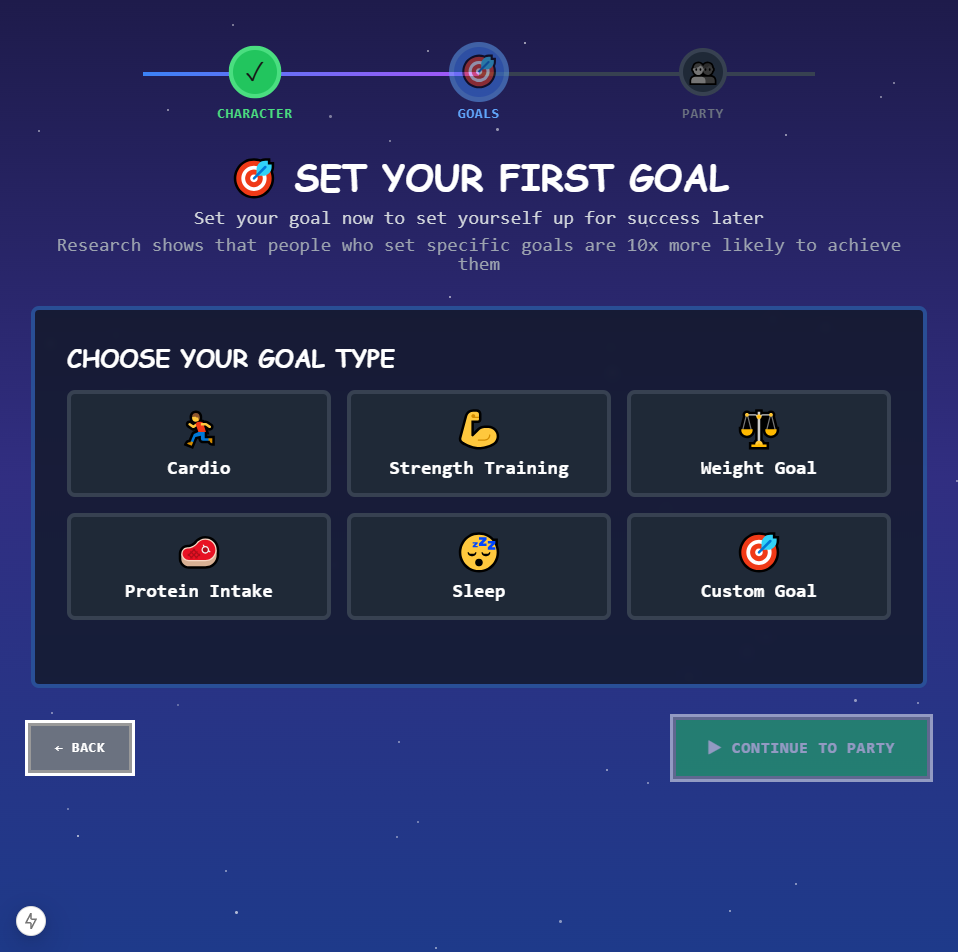 CHARACTER
GOALS
PARTY
SET YOUR FIRST GOAL
Set your goal now to set yourself up for success later
Research shows that people who set specific goals are 10x more likely to achieve
them
CHOOSE YOUR GOAL TYPE
Cardio
Strength Training
Weight Goal
Protein Intake
Sleep
Custom Goal
← BACK
▶ CONTINUE TO PARTY